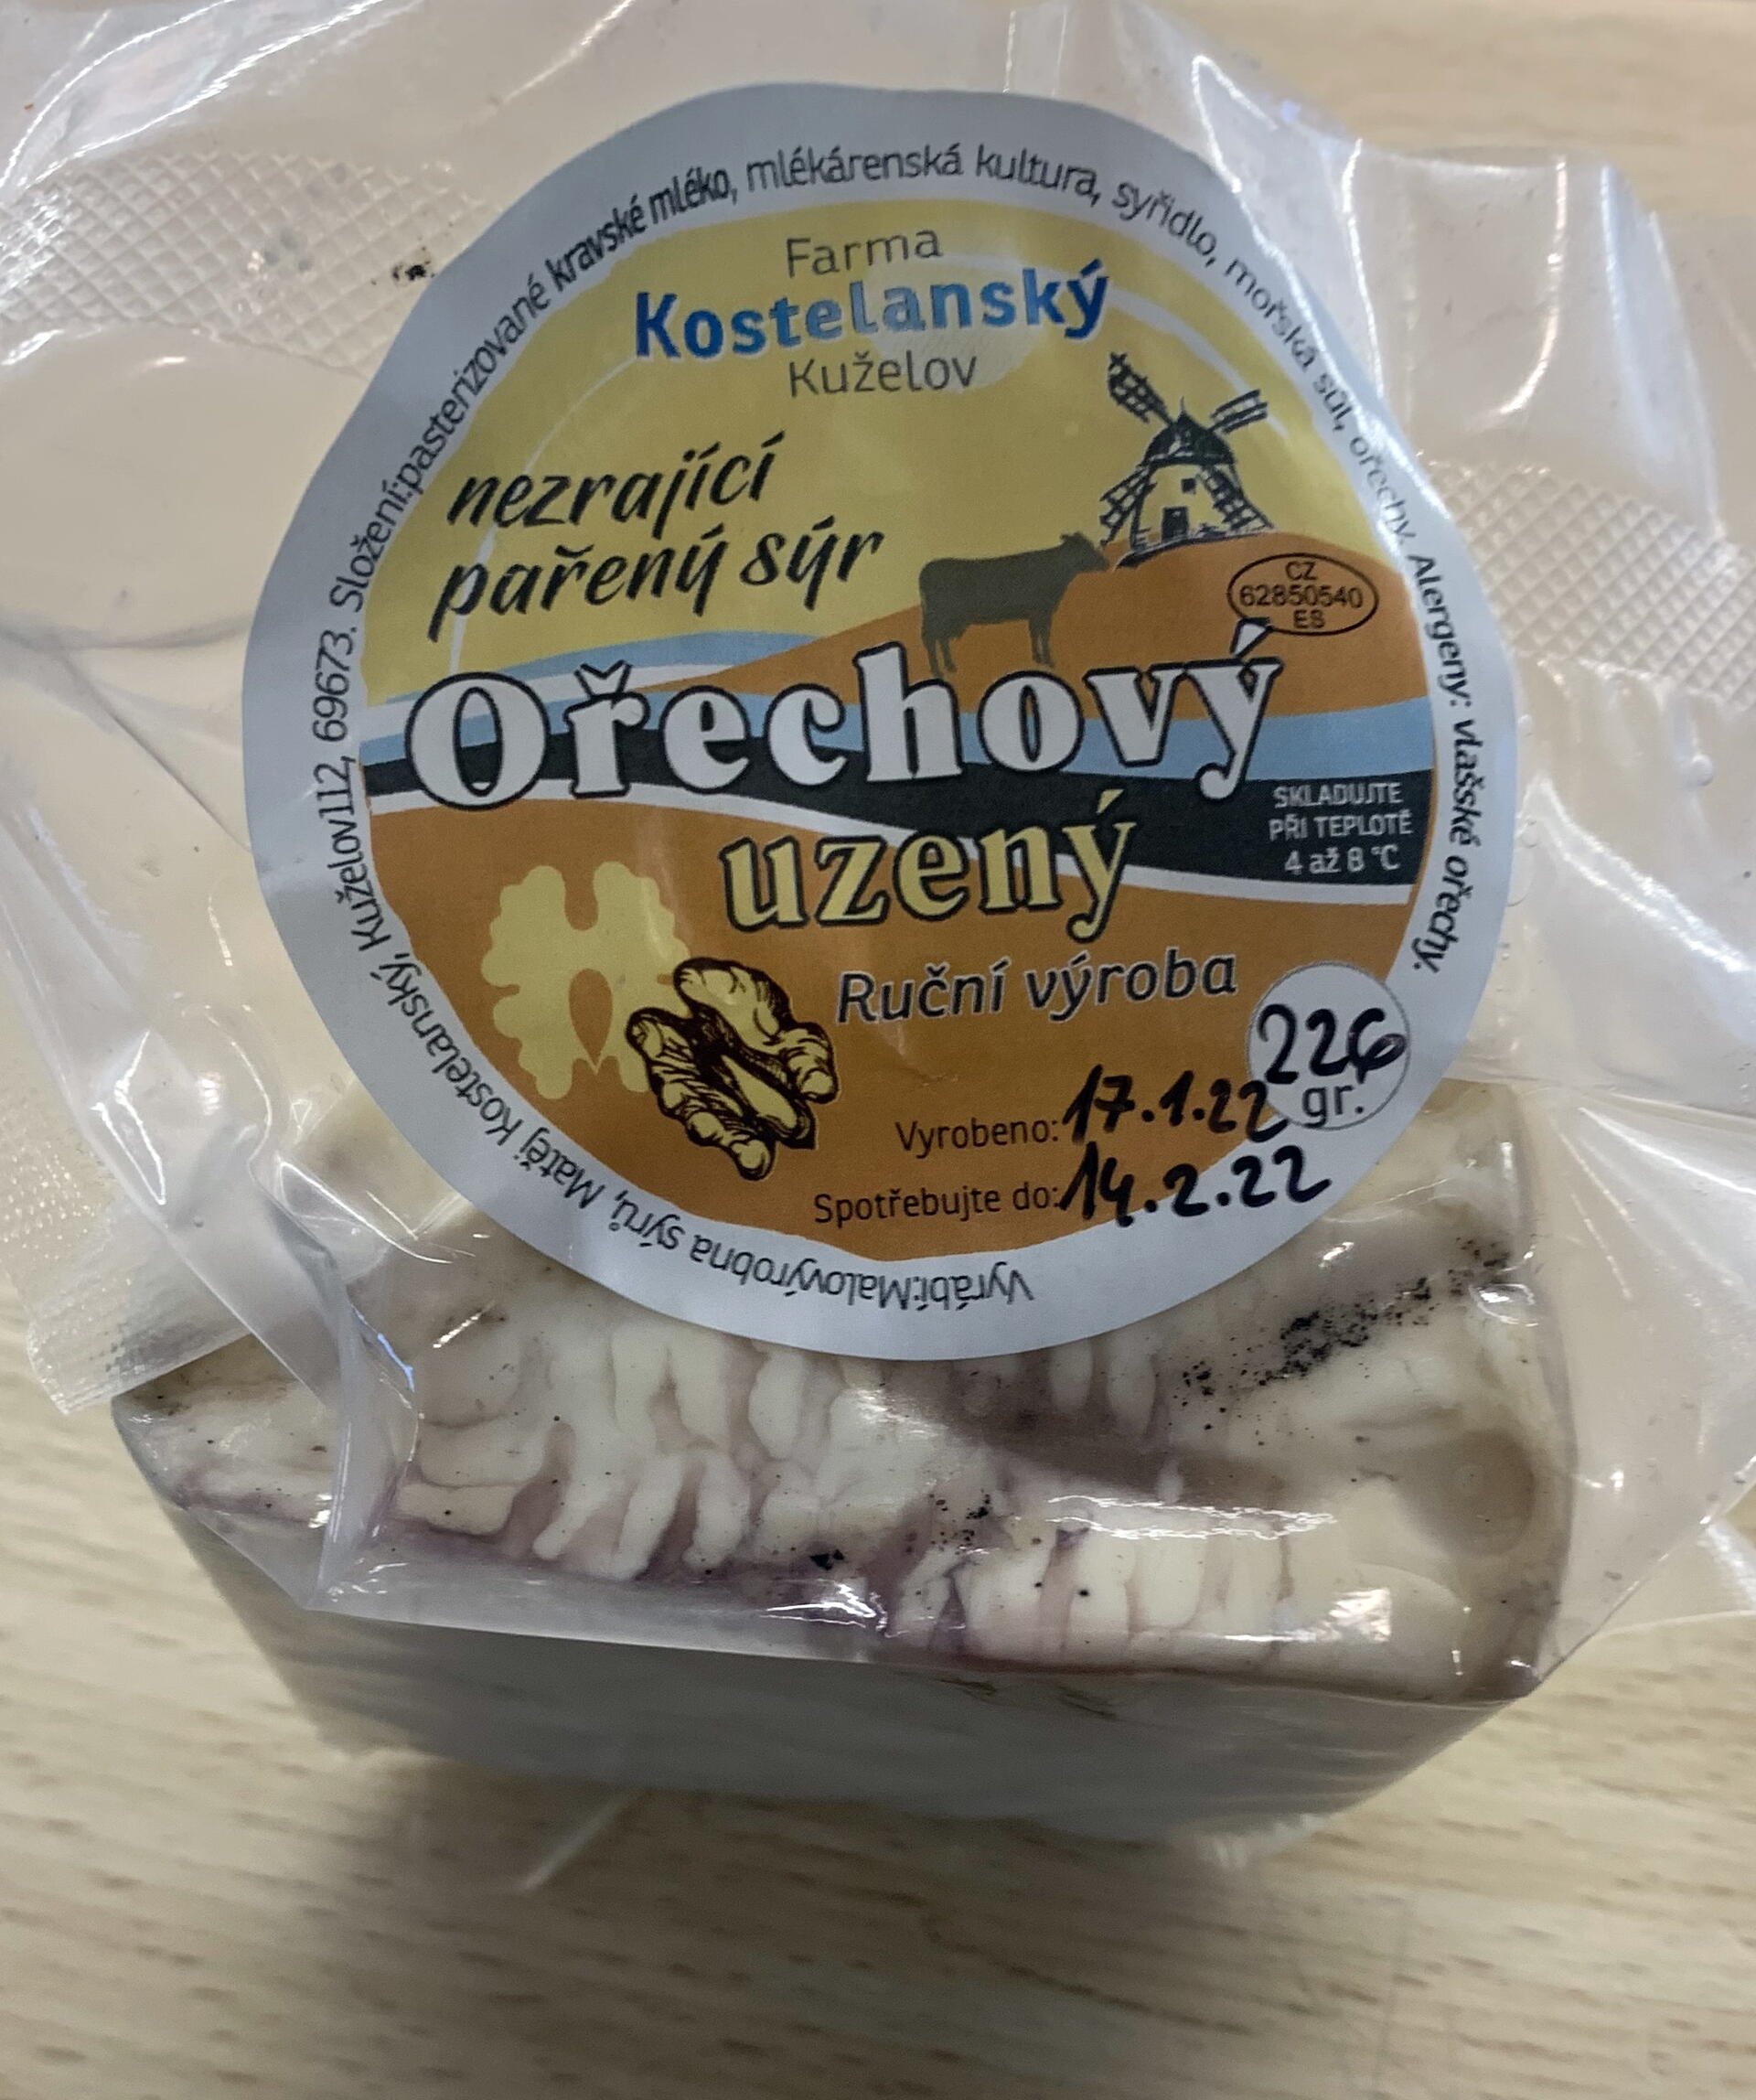 Vyrábí:Malovýrobna sýrů, Matěj Kostelanský, Kuželov112, 69673. Složení:pasterizované kravské mléko, mlékárenská kultura, syřidlo, mořská sůl, ořechy. Alergeny: vlašské ořechy.
Farma
Kostelanský
Kuželov
nezrající
pařený sýr
CZ
62850540
ES
Ořechový
uzený
SKLADUJTE
PŘI TEPLOTĚ
4 až 8 °C
Ruční výroba
226
gr.
Vyrobeno: 17.1.22
Spotřebujte do: 14.2.22